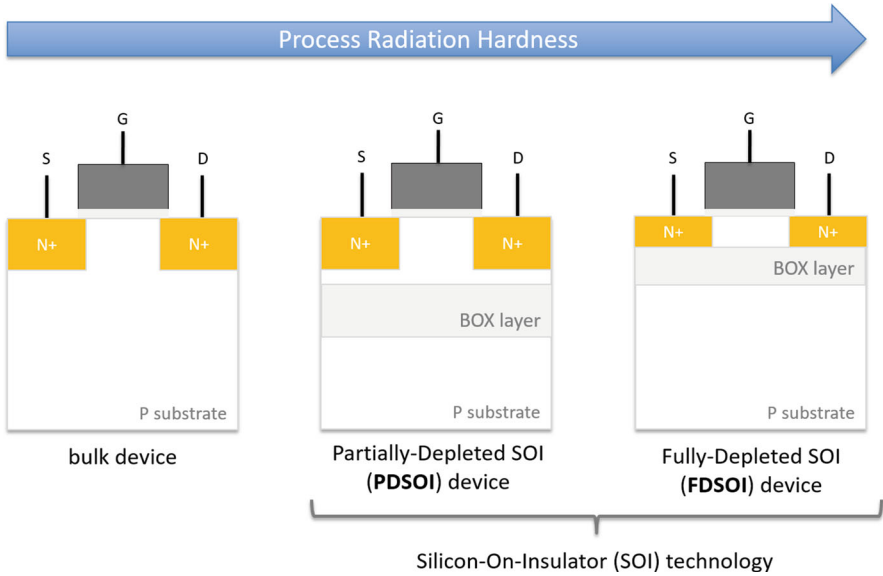 Process Radiation Hardness
G
S
D
N+
N+
P substrate
bulk device
G
S
D
N+
N+
BOX layer
P substrate
Partially-Depleted SOI
(PDSOI) device
G
S
D
N+
N+
BOX layer
P substrate
Fully-Depleted SOI
(FDSOI) device
Silicon-On-Insulator (SOI) technology